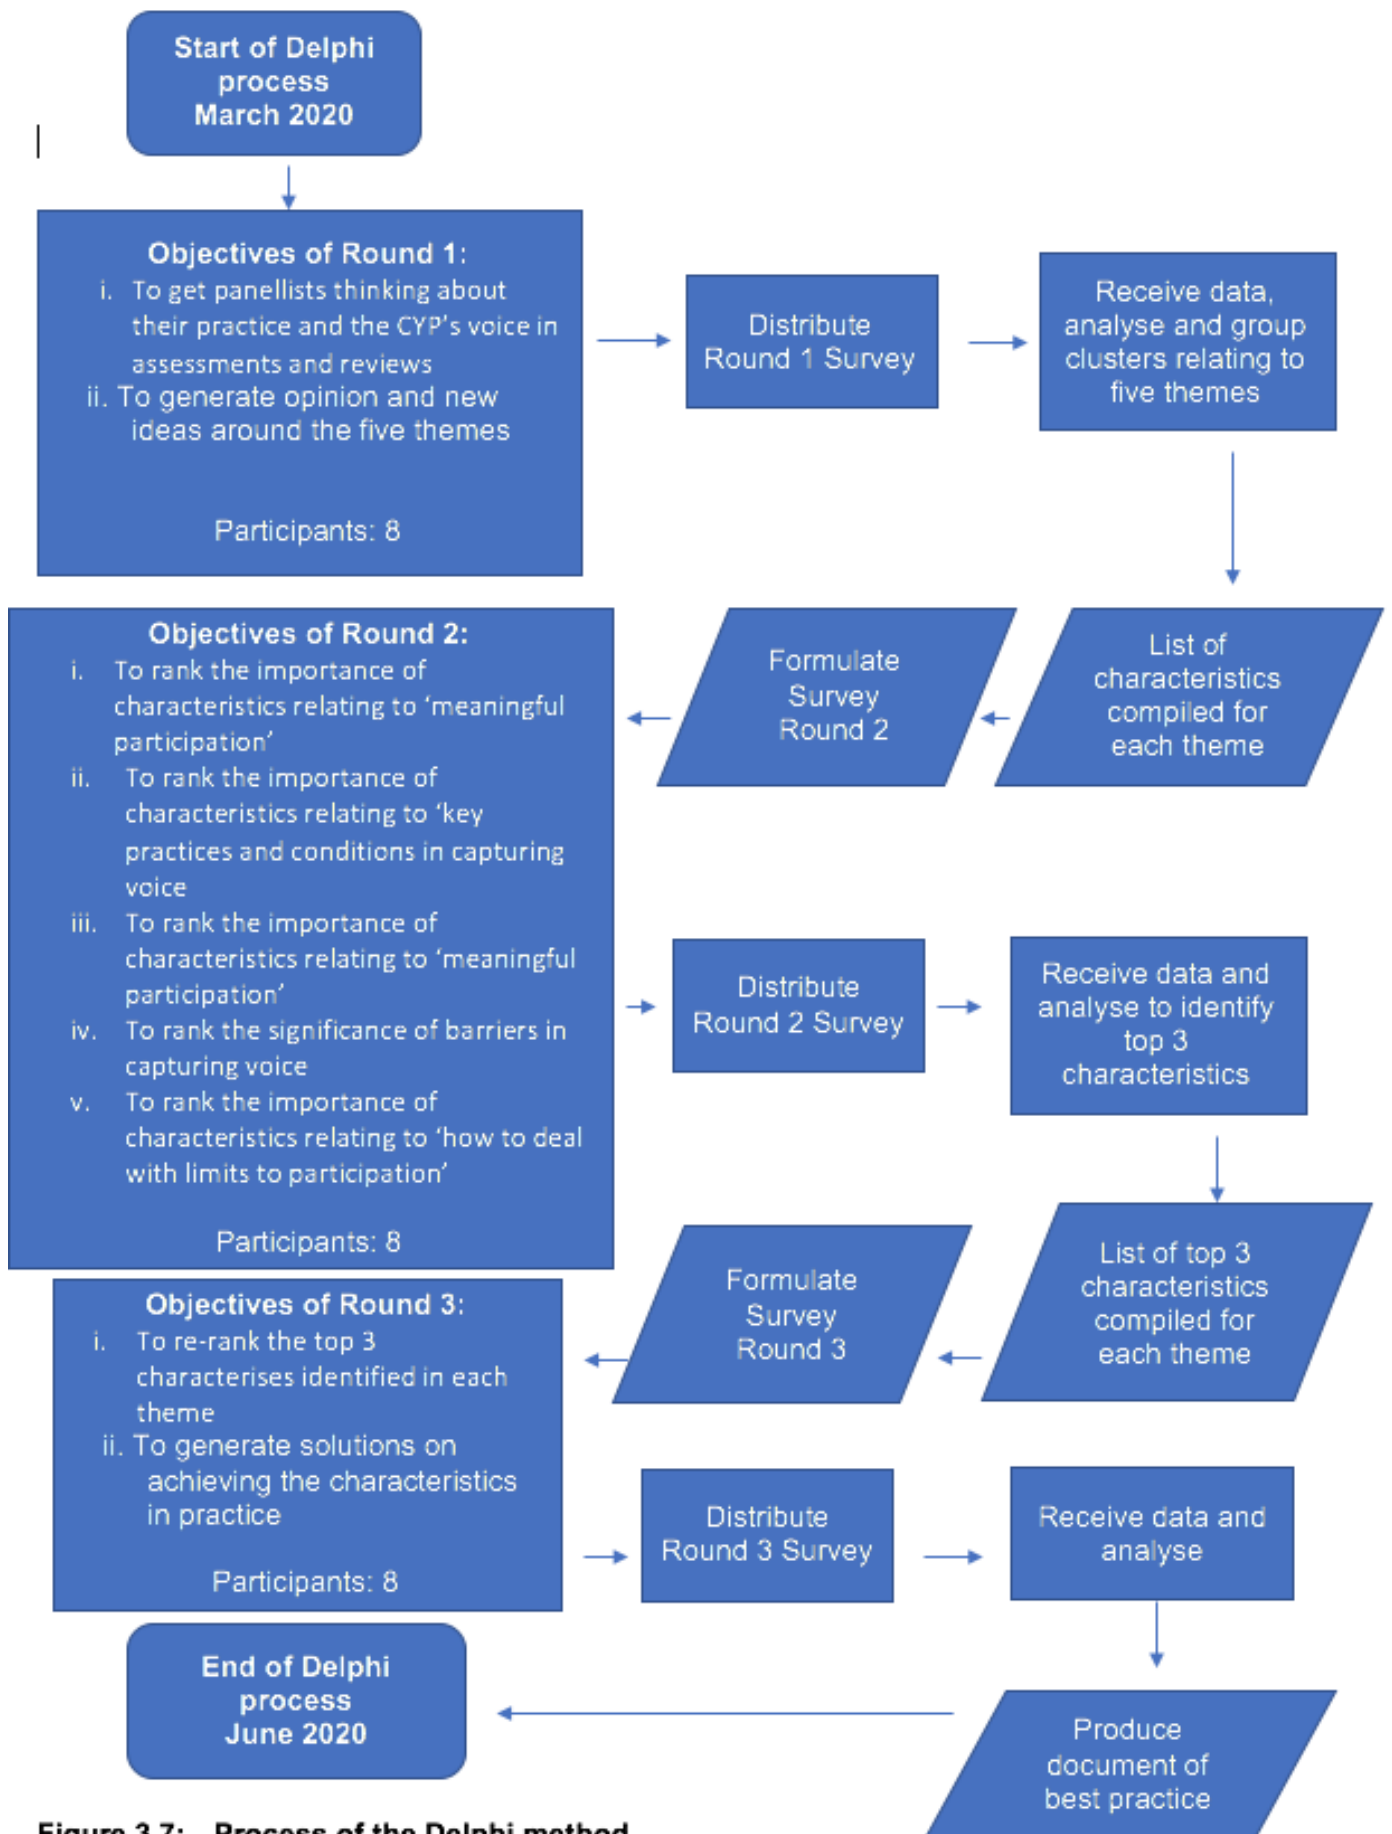 Start of Delphi
process
March 2020
Objectives of Round 1:
i. To get panellists thinking about
their practice and the CYP's voice in
assessments and reviews
ii. To generate opinion and new
ideas around the five themes
Participants: 8
Distribute
Round 1 Survey
Receive data,
analyse and group
clusters relating to
five themes
List of
characteristics
compiled for
each theme
Formulate
Survey
Round 2
Objectives of Round 2:
i. To rank the importance of
characteristics relating to ‘meaningful
participation’
ii. To rank the importance of
characteristics relating to ‘key
practices and conditions in capturing
voice
iii. To rank the importance of
characteristics relating to ‘meaningful
participation’
iv. To rank the significance of barriers in
capturing voice
v. To rank the importance of
characteristics relating to ‘how to deal
with limits to participation’
Participants: 8
Distribute
Round 2 Survey
Receive data and
analyse to identify
top 3
characteristics
List of top 3
characteristics
compiled for
each theme
Formulate
Survey
Round 3
Objectives of Round 3:
i. To re-rank the top 3
characterises identified in each
theme
ii. To generate solutions on
achieving the characteristics
in practice
Participants: 8
Distribute
Round 3 Survey
Receive data and
analyse
Produce
document of
best practice
End of Delphi
process
June 2020
Figure 3.7: Process of the Delphi method